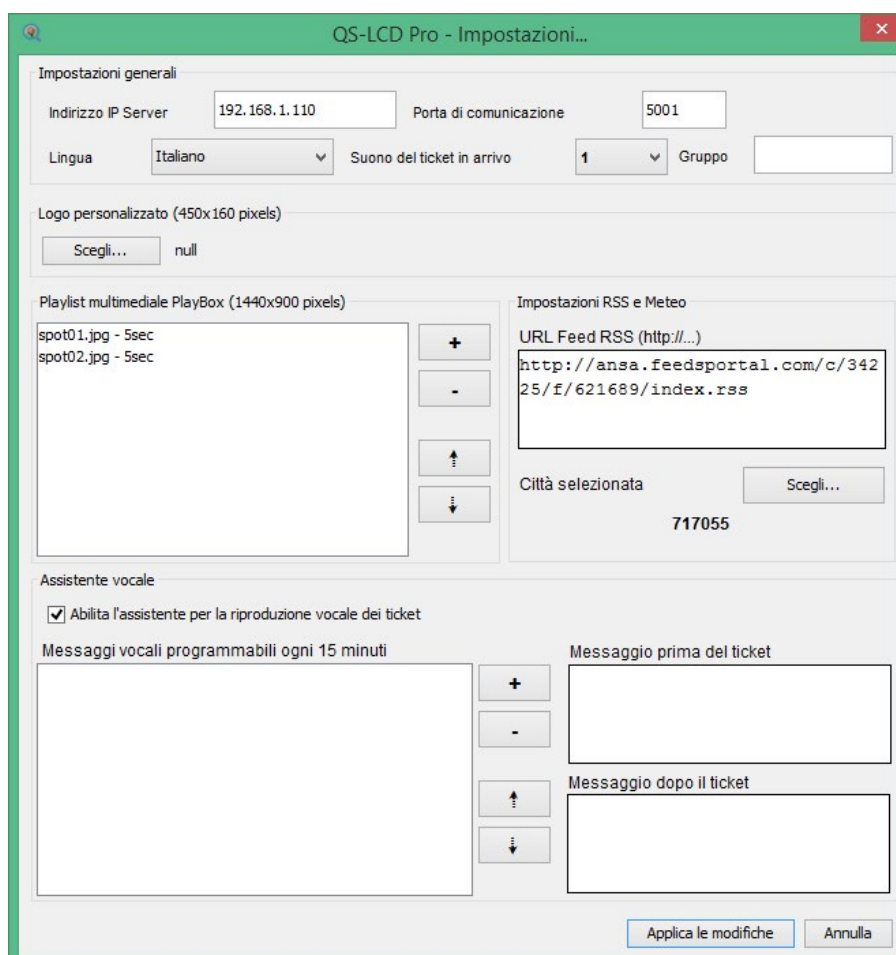 QS-LCD Pro - Impostazioni...
Impostazioni generali
Indirizzo IP Server 192.168.1.110 Porta di comunicazione 5001
Lingua Italiano Suono del ticket in arrivo 1 Gruppo
Logo personalizzato (450x160 pixels)
Scegli... null
Playlist multimediale PlayBox (1440x900 pixels)
spot01.jpg - 5sec
spot02.jpg - 5sec
+
-
Impostazioni RSS e Meteo
URL Feed RSS (http://...)
http://ansa.feedsportal.com/c/342
25/f/621689/index.rss
Città selezionata Scegli...
717055
Assistente vocale
Abilita l'assistente per la riproduzione vocale dei ticket
Messaggi vocali programmabili ogni 15 minuti
+
-
Messaggio prima del ticket
Messaggio dopo il ticket
Applica le modifiche Annulla